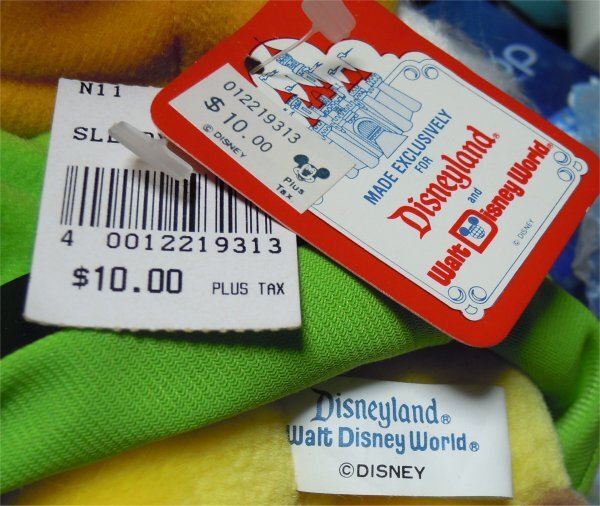 N11
4 0012219313
$10.00 PLUS TAX
012219313
$10.00
© DISNEY
Plus
Tax
MADE EXCLUSIVELY
FOR
Disneyland®
and
Walt Disney World®
© DISNEY
Disneyland®
Walt Disney World®
© DISNEY